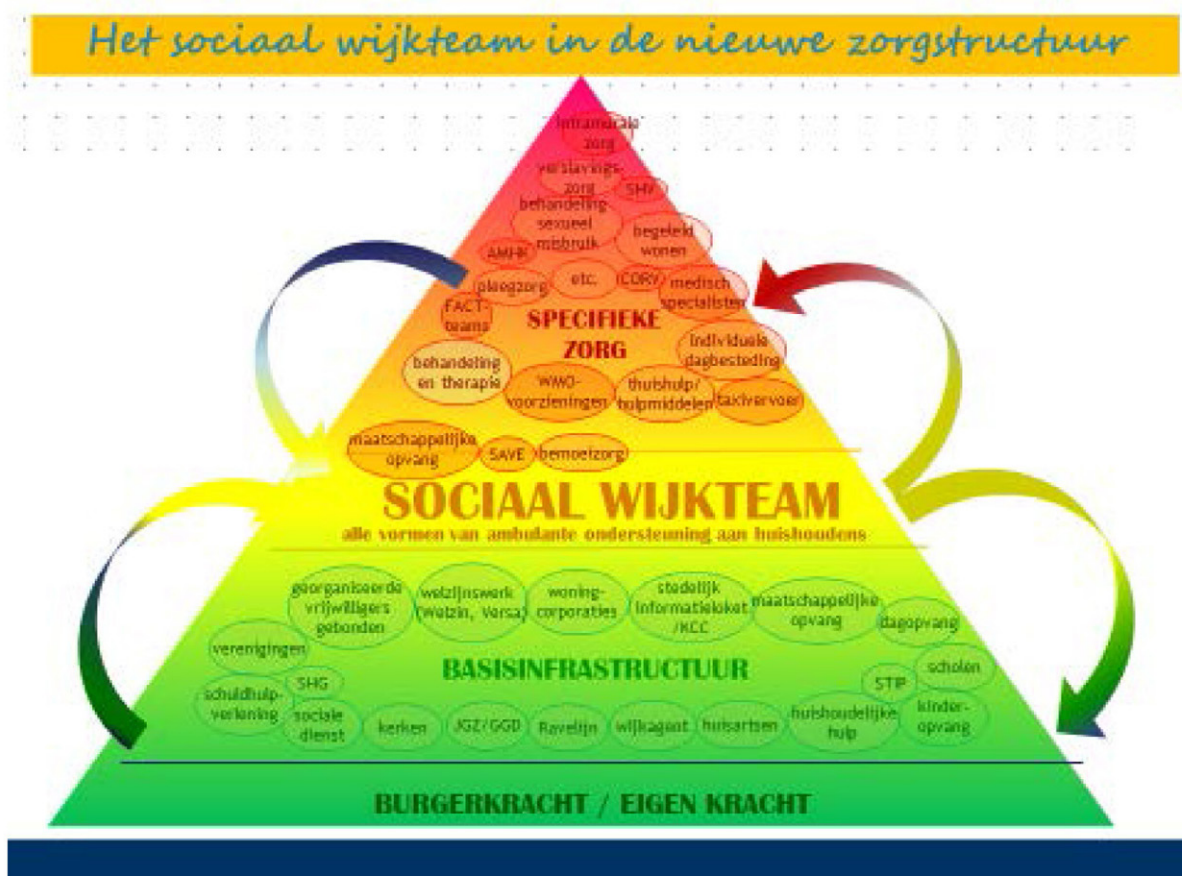 Het sociaal wijkteam in de nieuwe zorgstructuur
intramurale
zorg
verslavings-
zorg
SHV
behandeling
sexueel
misbruik
begeleid
wonen
AMHK
pleegzorg
etc.
(CORV)
medisch
specialisten
FACT-
teams
SPECIFIEKE
ZORG
individuele
dagbesteding
behandeling
en therapie
WMO-
voorzieningen
thuishulp/
hulpmiddelen
taxivervoer
maatschappelijke
opvang
SAVE
bemoeizorg
SOCIAAL WIJKTEAM
alle vormen van ambulante ondersteuning aan huishoudens
georganiseerde
vrijwilligers
gebonden
welzijnswerk
(Welzin, Versa)
woning-
corporaties
stedelijk
informatieloket
/KCC
maatschappelijke
opvang
dagopvang
verenigingen
BASISINFRASTRUCTUUR
scholen
STIP
SHG
schuldhulp-
verlening
sociale
dienst
kerken
JGZ/GGD
Ravelijn
wijkagent
huisartsen
huishoudelijke
hulp
kinder-
opvang
BURGERKRACHT / EIGEN KRACHT